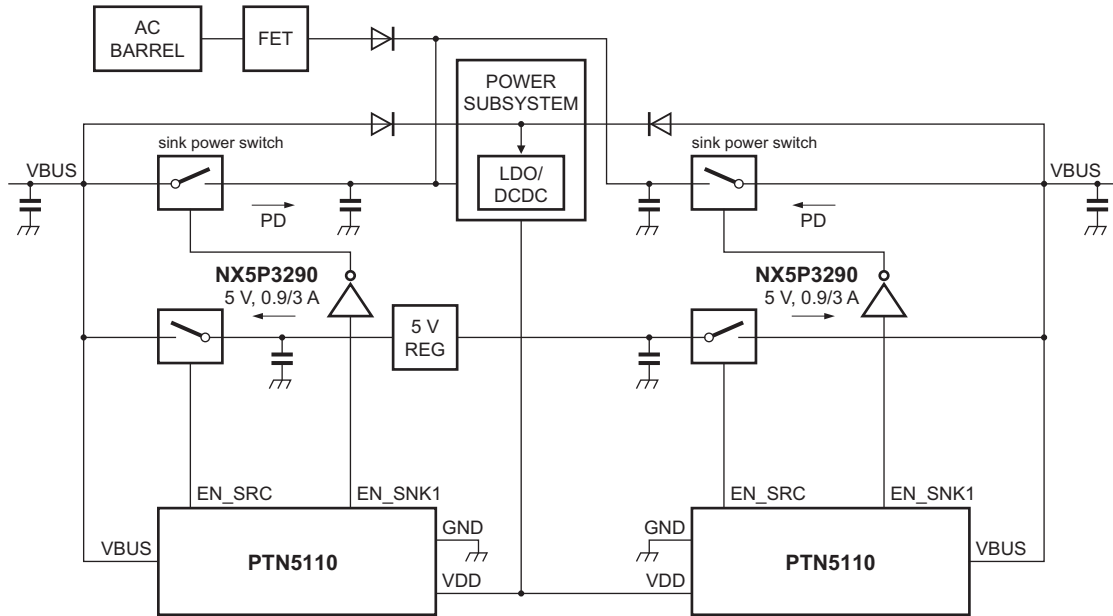 AC
BARREL
FET
POWER
SUBSYSTEM
sink power switch
sink power switch
VBUS
LDO/
DCDC
VBUS
PD
PD
NX5P3290
5 V, 0.9/3 A
NX5P3290
5 V, 0.9/3 A
5 V
REG
EN_SRC
EN_SNK1
EN_SRC
EN_SNK1
GND
GND
VBUS
PTN5110
PTN5110
VBUS
VDD
VDD